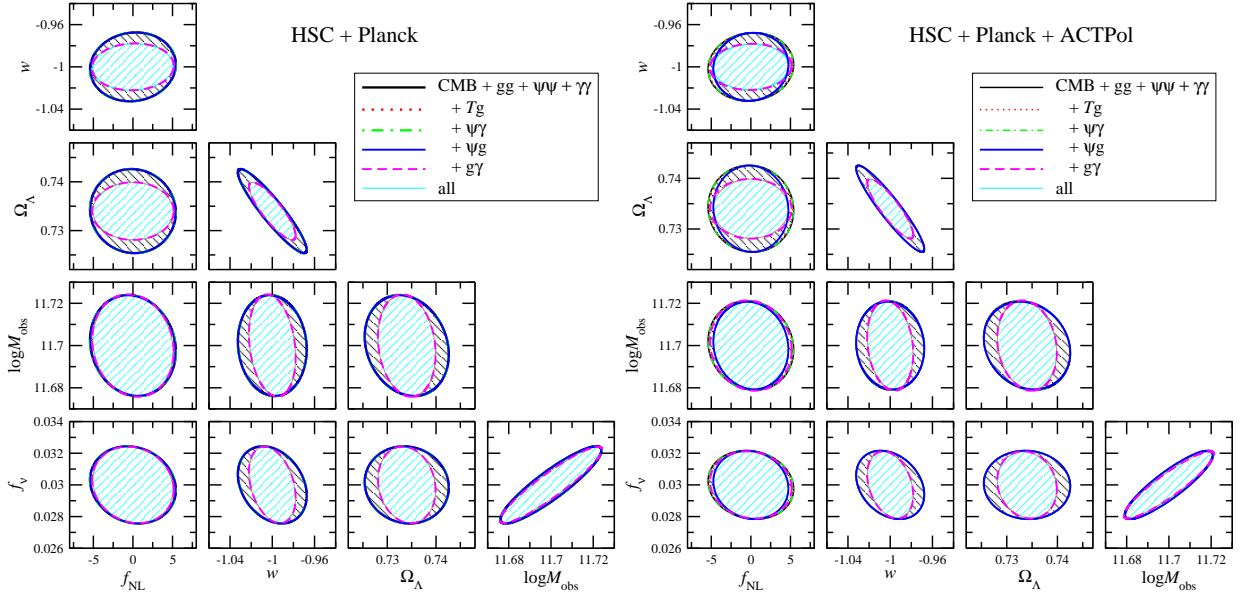 HSC + Planck
CMB + gg + ψψ + γγ
+ Tg
+ ψγ
+ ψg
+ gγ
all
w
-0.96
-1
-1.04
Ω_Λ
0.74
0.73
logM_obs
11.72
11.7
11.68
f_ν
0.034
0.032
0.03
0.028
0.026
-5 0 5
f_NL
-1.04 -1 -0.96
w
0.73 0.74
Ω_Λ
11.68 11.7 11.72
logM_obs
HSC + Planck + ACTPol
CMB + gg + ψψ + γγ
+ Tg
+ ψγ
+ ψg
+ gγ
all
w
-0.96
-1
-1.04
Ω_Λ
0.74
0.73
logM_obs
11.72
11.7
11.68
f_ν
0.034
0.032
0.03
0.028
0.026
-5 0 5
f_NL
-1.04 -1 -0.96
w
0.73 0.74
Ω_Λ
11.68 11.7 11.72
logM_obs